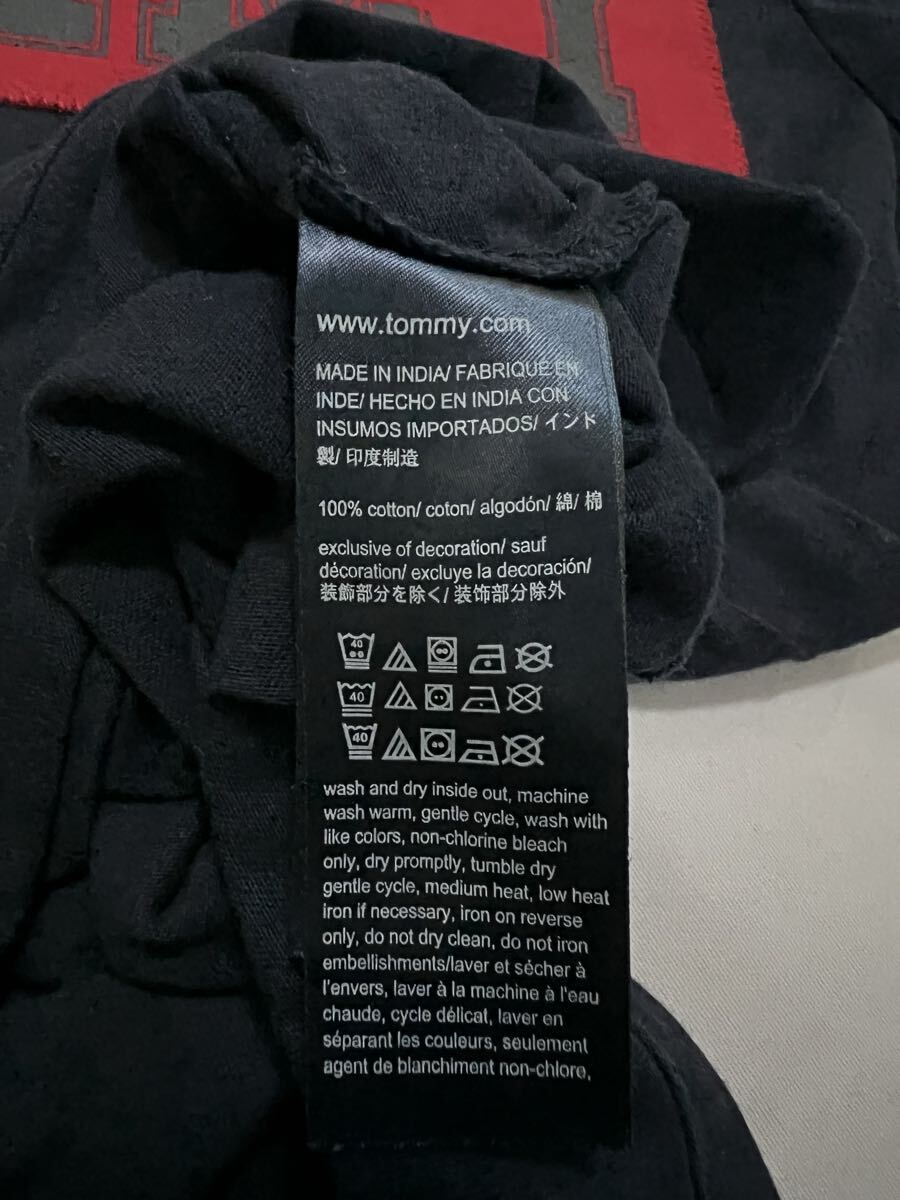 www.tommy.com
MADE IN INDIA/ FABRIQUE EN
INDE/ HECHO EN INDIA CON
INSUMOS IMPORTADOS/ インド
製/ 印度制造
100% cotton/ coton/ algodón/ 綿/ 棉
exclusive of decoration/ sauf
décoration/ excluye la decoración/
装飾部分を除く/ 装饰部分除外
40
40
40
wash and dry inside out, machine
wash warm, gentle cycle, wash with
like colors, non-chlorine bleach
only, dry promptly, tumble dry
gentle cycle, medium heat, low heat
iron if necessary, iron on reverse
only, do not dry clean, do not iron
embellishments/laver et sécher à
l'envers, laver à la machine à l'eau
chaude, cycle délicat, laver en
séparant les couleurs, seulement
agent de blanchiment non-chlore,